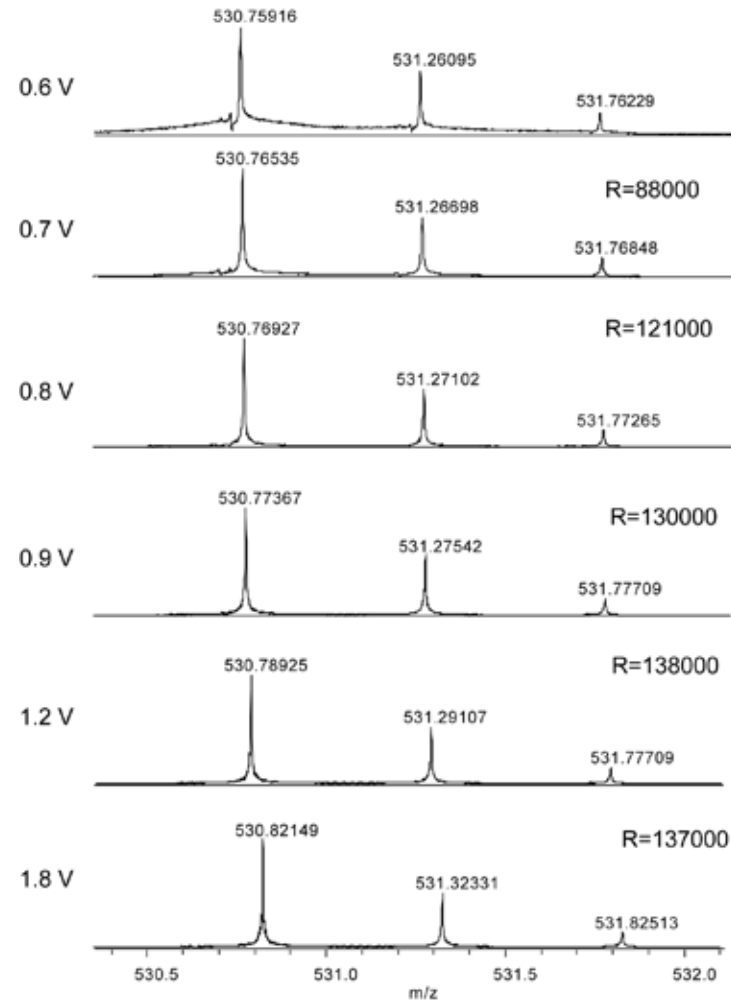 530.75916
0.6 V
531.26095
531.76229
530.76535
R=88000
0.7 V
531.26698
531.76848
530.76927
R=121000
0.8 V
531.27102
531.77265
530.77367
R=130000
0.9 V
531.27542
531.77709
530.78925
R=138000
1.2 V
531.29107
531.77709
530.82149
R=137000
1.8 V
531.32331
531.82513
530.5 531.0 531.5 532.0
m/z